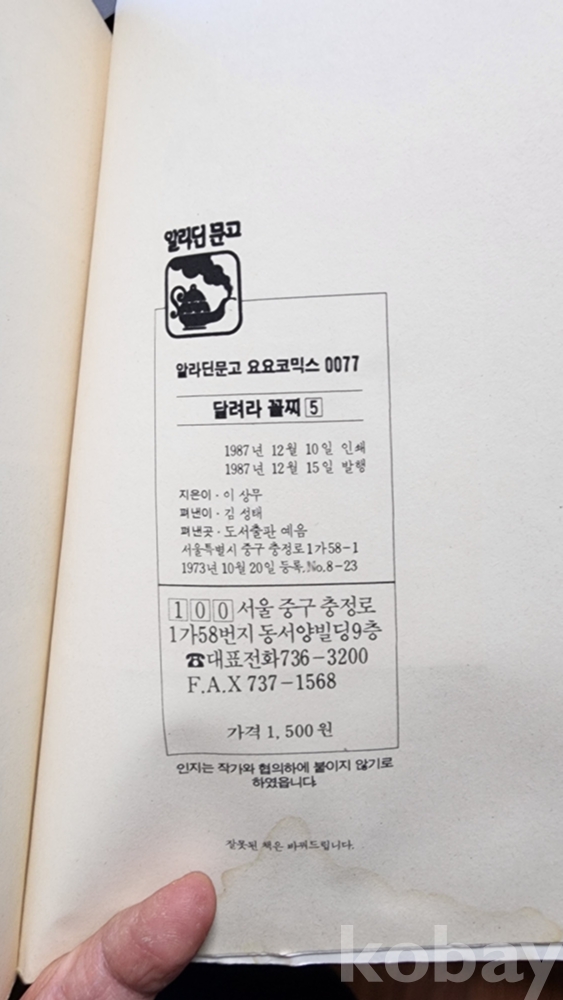 알라딘 문고
알라딘문고 요요코믹스 0077
달려라 꼴찌 5
1987년 12월 10일 인쇄
1987년 12월 15일 발행
지은이·이 상무
펴낸이·김 성태
펴낸곳·도서출판 예음
서울특별시 중구 충정로1가58-1
1973년 10월 20일 등록.No.8-23
100 서울 중구 충정로
1가58번지 동서양빌딩9층
☎대표전화736-3200
F.A.X 737-1568
가격 1,500원
인지는 작가와 협의하에 붙이지 않기로
하였읍니다.
잘못된 책은 바꿔드립니다.
kobay